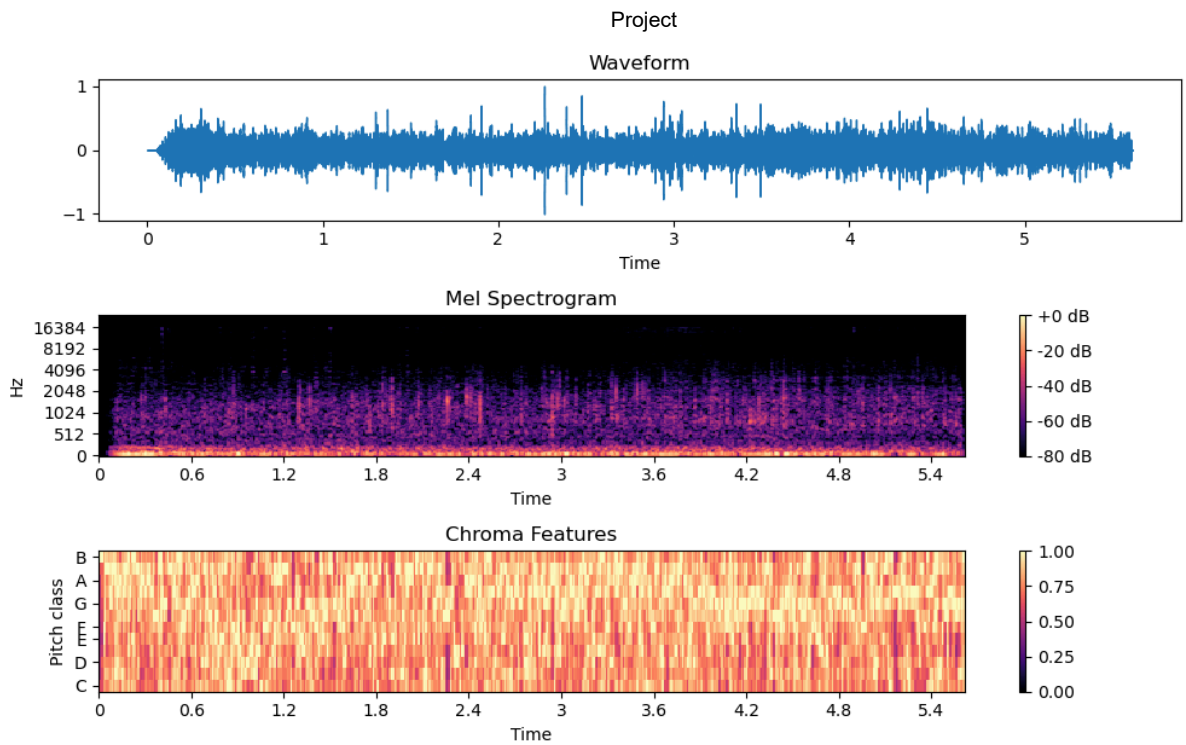 Project
Waveform
1
0
−1
0 1 2 3 4 5
Time
Mel Spectrogram
Hz
16384
8192
4096
2048
1024
512
0
0 0.6 1.2 1.8 2.4 3 3.6 4.2 4.8 5.4
Time
+0 dB
-20 dB
-40 dB
-60 dB
-80 dB
Chroma Features
Pitch class
B
A
G
E
E
D
C
0 0.6 1.2 1.8 2.4 3 3.6 4.2 4.8 5.4
Time
1.00
0.75
0.50
0.25
0.00